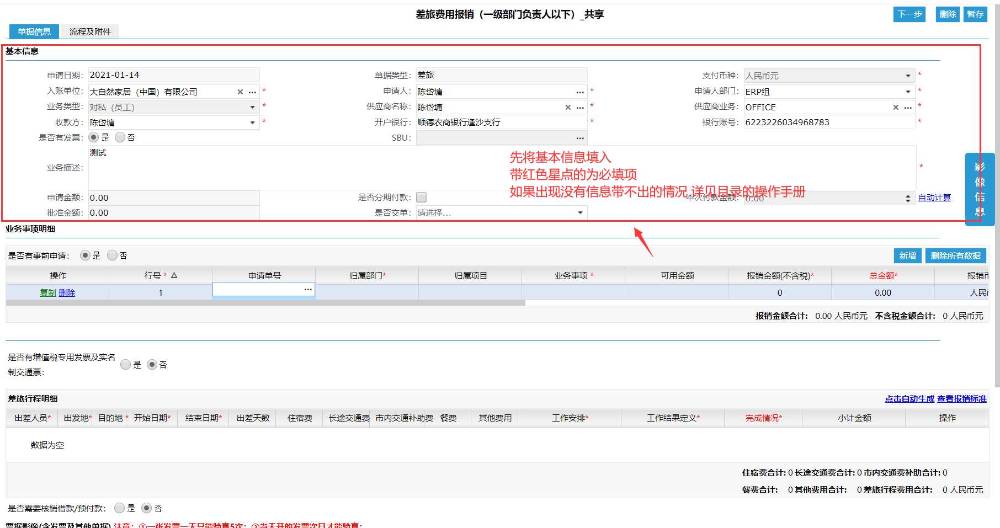 差旅费用报销（一级部门负责人以下）_共享
下一步 删除 暂存
单据信息 流程及附件
基本信息
申请日期: 2021-01-14 单据类型: 差旅 支付币种: 人民币元 *
入账单位: 大自然家居（中国）有限公司 × ... * 申请人: 陈岱墉 ... * 申请人部门: ERP组 *
业务类型: 对私（员工） * 供应商名称: 陈岱墉 × ... * 供应商业务: OFFICE × ... *
收款方: 陈岱墉 * 开户银行: 顺德农商银行逢沙支行 * 银行账号: 6223226034968783 *
是否有发票: 是 否 SBU: ...
业务描述: 测试 *
先将基本信息填入
带红色星点的为必填项
如果出现没有信息带不出的情况,详见目录的操作手册
申请金额: 0.00 是否分期付款: 本次付款金额: 0.00 自动计算
批准金额: 0.00 是否交单: 请选择...
影像信息
业务事项明细
是否有事前申请: 是 否 新增 删除所有数据
操作 行号 * △ 申请单号 归属部门* 归属项目 业务事项 * 可用金额 报销金额(不含税)* 总金额* 报销币
复制 删除 1 ... 0 0.00 人民币
报销金额合计: 0.00 人民币元 不含税金额合计: 0 人民币元
是否有增值税专用发票及实名
制交通票: 是 否
差旅行程明细 点击自动生成 查看报销标准
出差人员* 出发地* 目的地 * 开始日期* 结束日期* 出差天数 住宿费 长途交通费 市内交通补助费 餐费 其他费用 工作安排* 工作结果定义* 完成情况* 小计金额 操作
数据为空
住宿费合计: 0 长途交通费合计: 0 市内交通费补助合计: 0
餐费合计: 0 其他费用合计: 0 差旅行程费用合计: 0 人民币元
是否需要核销借款/预付款: 是 否
票据影像(含发票及其他单据) 注意: ①一张发票一天只能验真5次; ②当天开的发票次日才能验真;